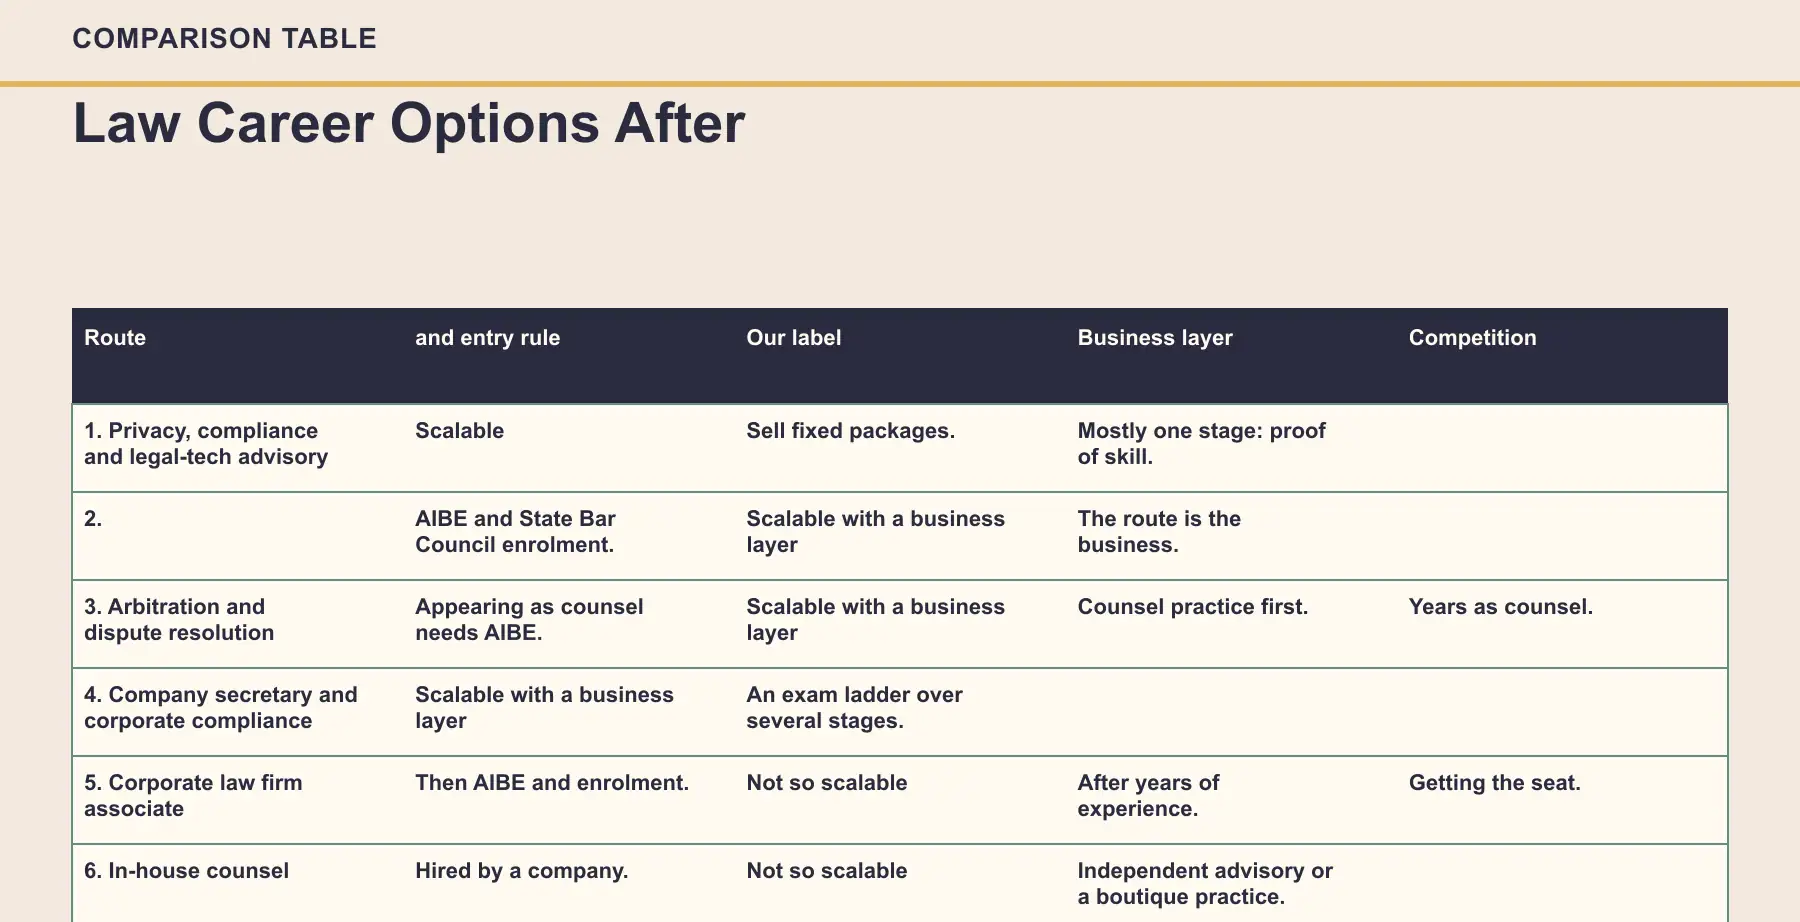 COMPARISON TABLE
Law Career Options After
Route and entry rule Our label Business layer Competition
1. Privacy, compliance Scalable Sell fixed packages. Mostly one stage: proof
and legal-tech advisory of skill.
2. AIBE and State Bar Scalable with a business The route is the
Council enrolment. layer business.
3. Arbitration and Appearing as counsel Scalable with a business Counsel practice first. Years as counsel.
dispute resolution needs AIBE. layer
4. Company secretary and Scalable with a business An exam ladder over
corporate compliance layer several stages.
5. Corporate law firm Then AIBE and enrolment. Not so scalable After years of Getting the seat.
associate experience.
6. In-house counsel Hired by a company. Not so scalable Independent advisory or
a boutique practice.